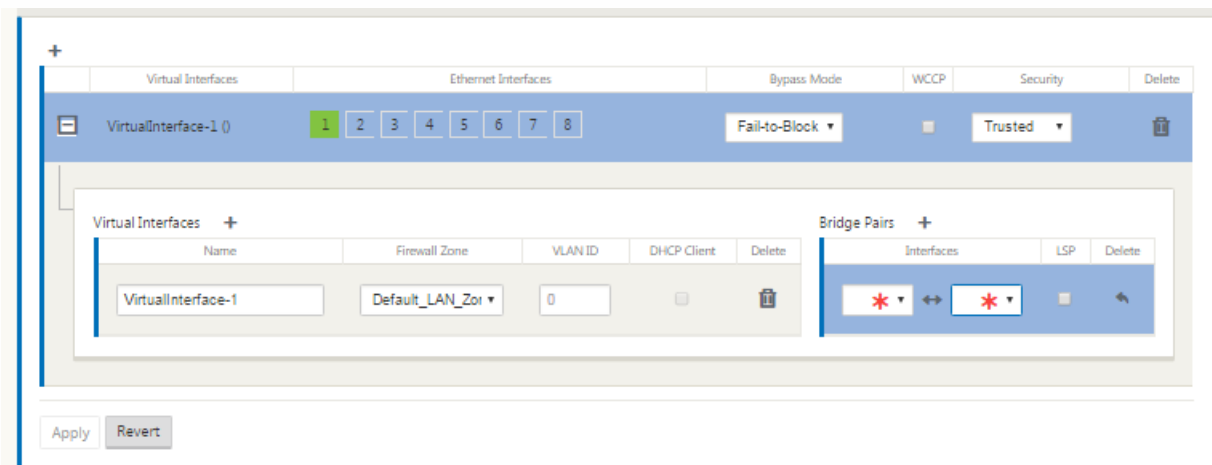 +
Virtual Interfaces Ethernet Interfaces Bypass Mode WCCP Security Delete
VirtualInterface-1 () 1 2 3 4 5 6 7 8 Fail-to-Block Trusted
Virtual Interfaces +
Name Firewall Zone VLAN ID DHCP Client Delete
VirtualInterface-1 Default_LAN_Zor 0
Bridge Pairs +
Interfaces LSP Delete
* *
Apply Revert